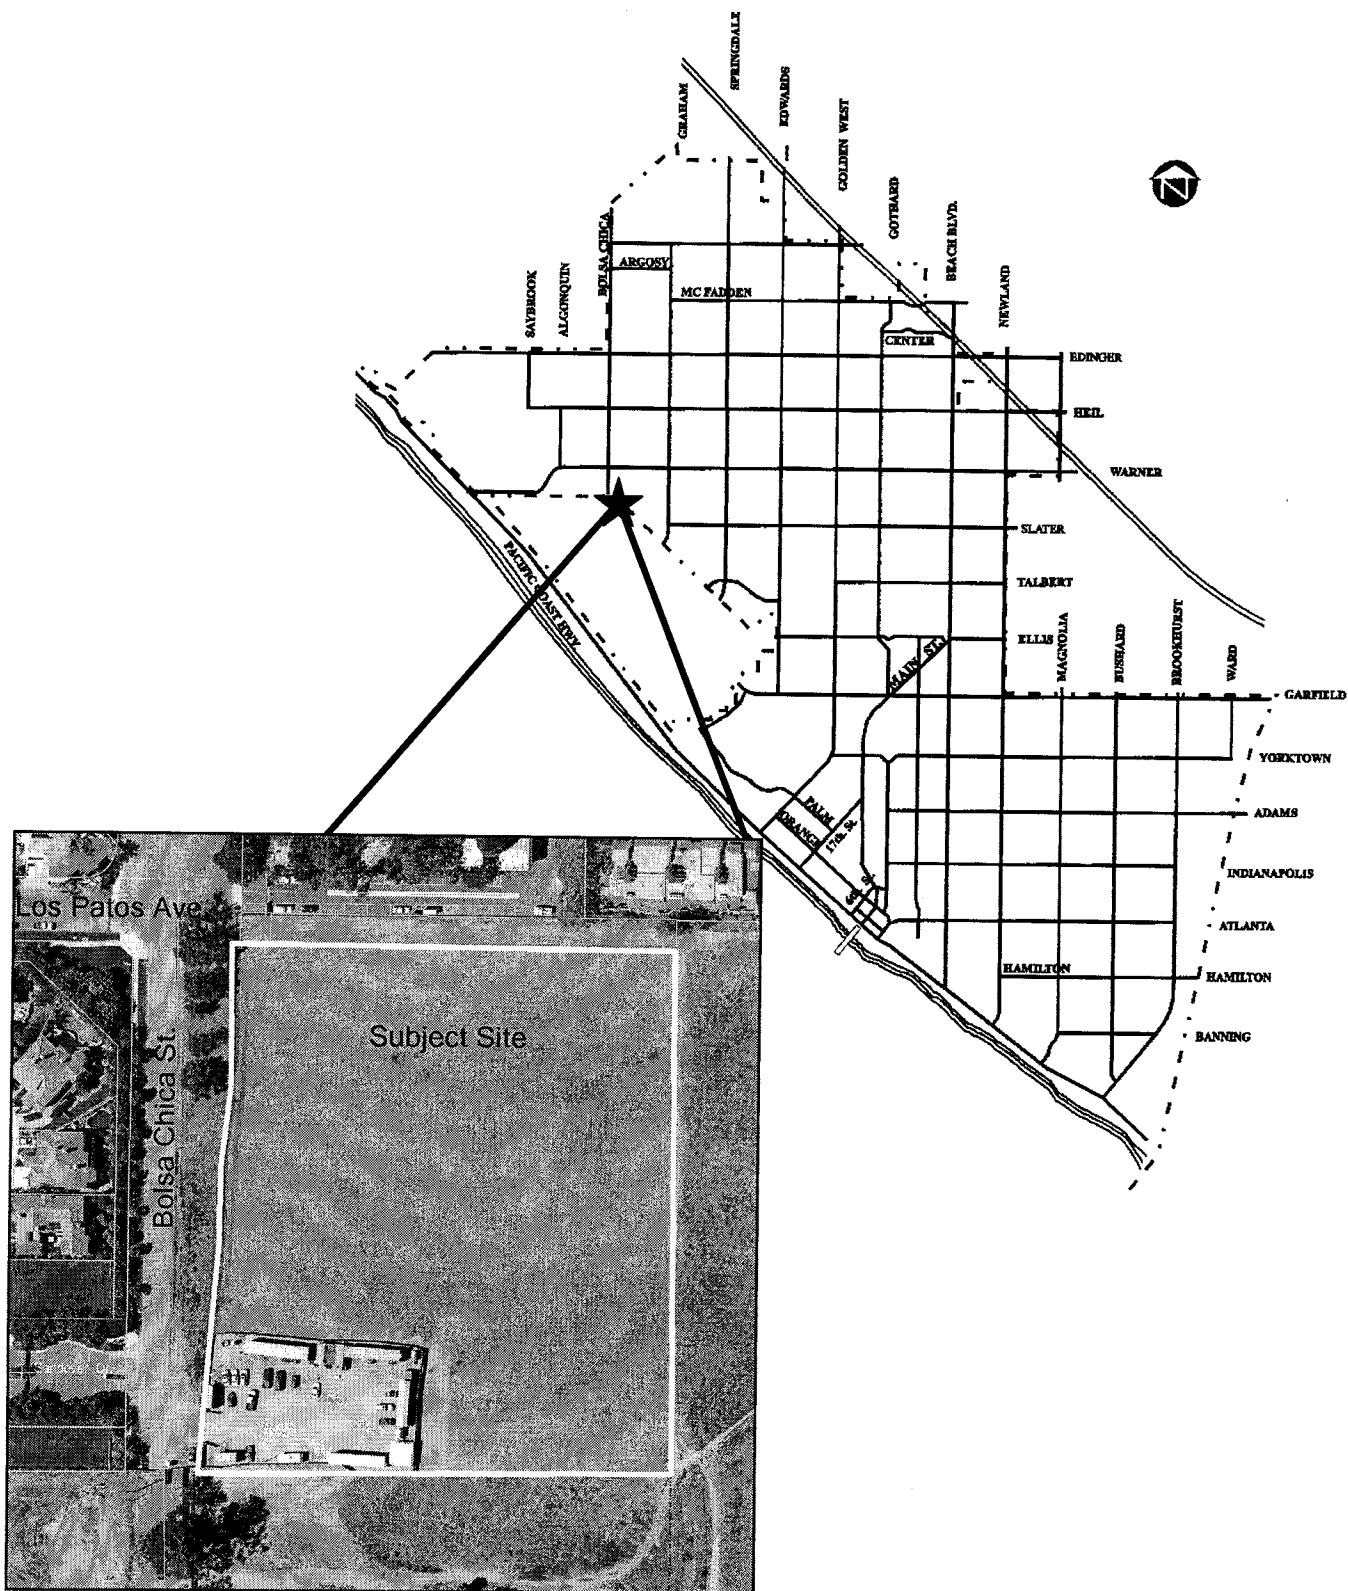 SPRINGDALE
GRAHAM
EDWARDS
GOLDEN WEST
GOTHARD
BEACH BLVD.
NEWLAND
BOLSA CHICA
ALGONQUIN
SAYBROOK
N
ARGOSY
MC FADDEN
CENTER
EDINGER
HEIL
WARNER
SLATER
TALBERT
ELLIS
MAIN ST.
MAGNOLIA
BUSHARD
BROOKHURST
WARD
GARFIELD
YORKTOWN
ADAMS
INDIANAPOLIS
ATLANTA
HAMILTON
HAMILTON
BANNING
PACIFIC COAST HWY.
PALM
ORANGE
17th. St.
6th
Los Patos Ave
Bolsa Chica St.
Subject Site